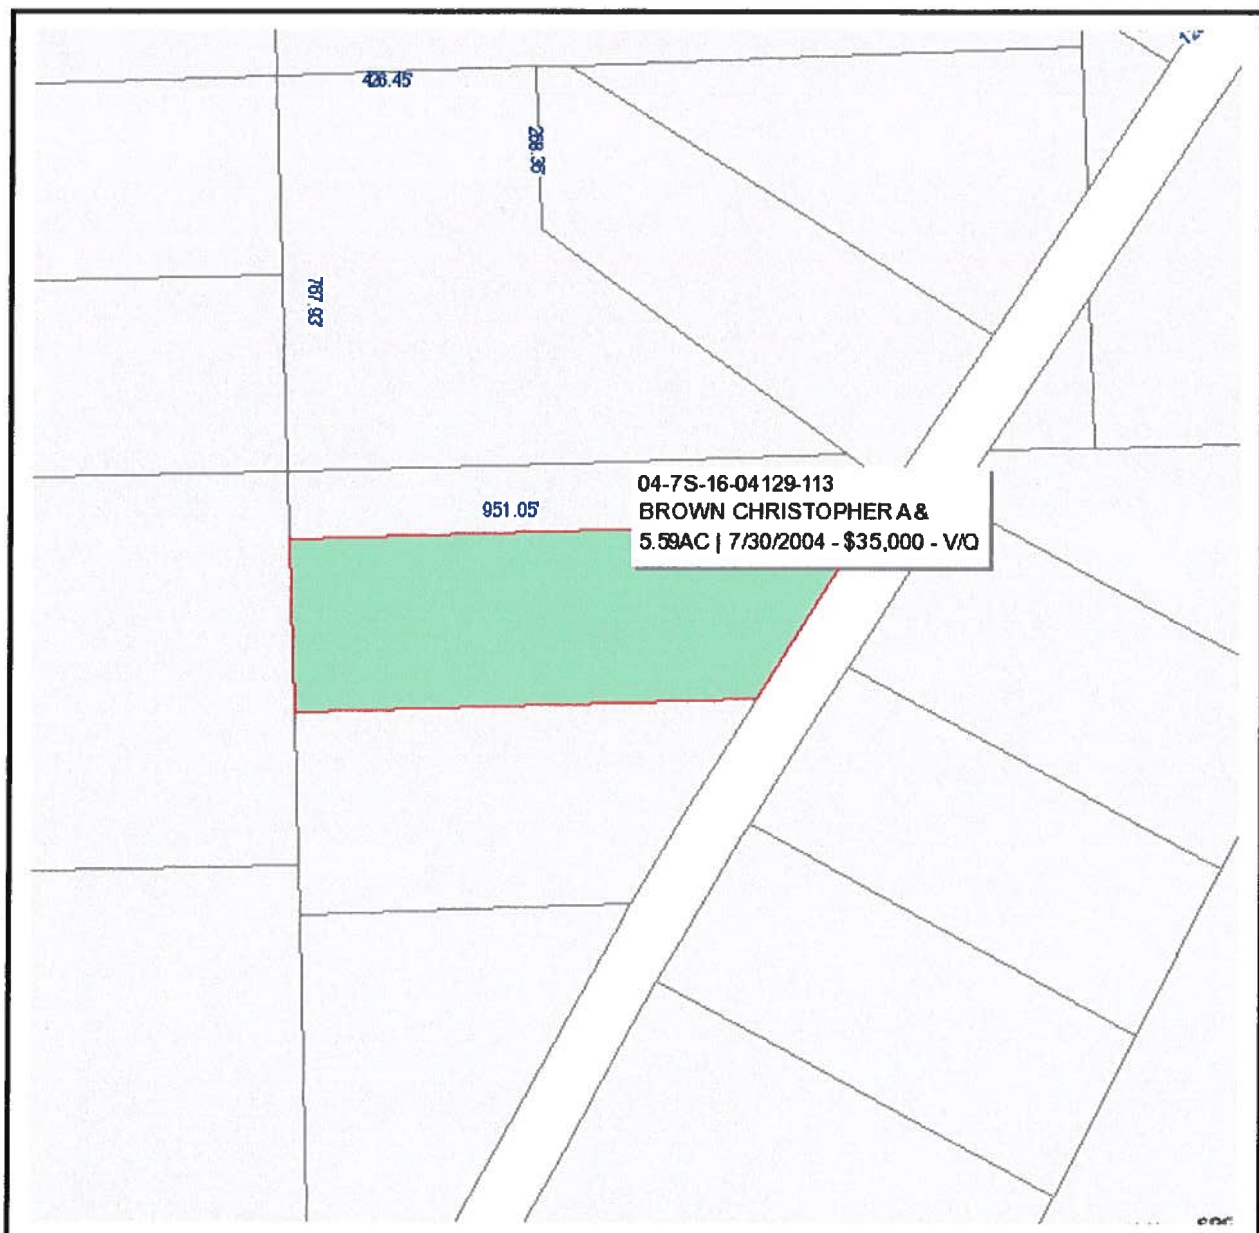 426.45'
268.36'
767.93'
04-7S-16-04129-113
BROWN CHRISTOPHER A &
5.59AC | 7/30/2004 - $35,000 - V/Q
951.05'